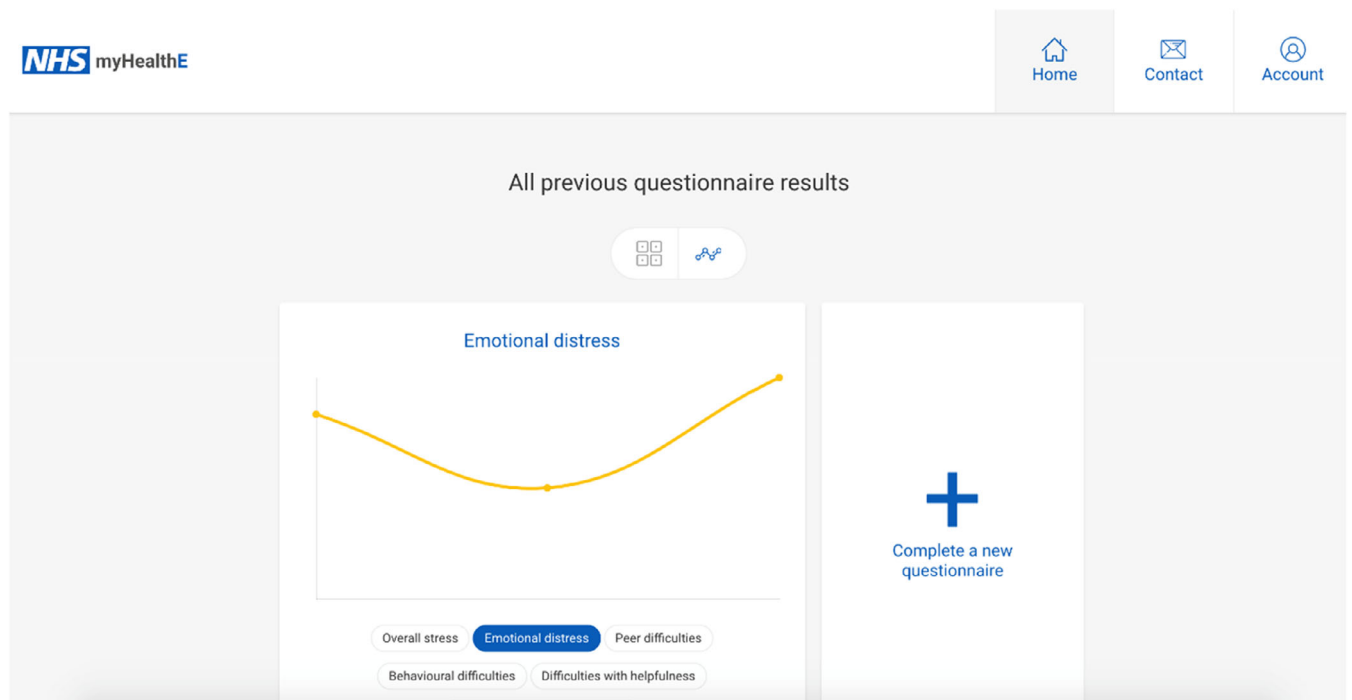 NHS myHealthE
Home
Contact
Account
All previous questionnaire results
Emotional distress
Complete a new
questionnaire
Overall stress
Emotional distress
Peer difficulties
Behavioural difficulties
Difficulties with helpfulness